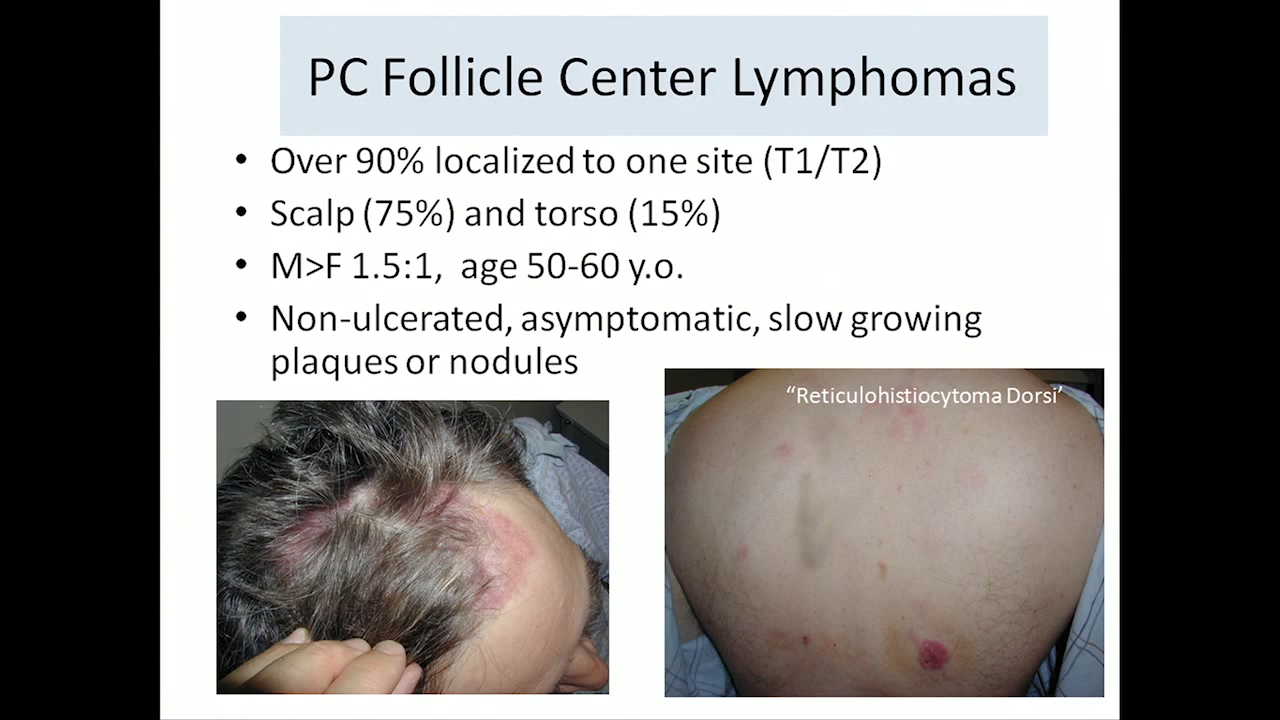 PC Follicle Center Lymphomas
• Over 90% localized to one site (T1/T2)
• Scalp (75%) and torso (15%)
• M>F 1.5:1, age 50-60 y.o.
• Non-ulcerated, asymptomatic, slow growing
plaques or nodules
“Reticulohistiocytoma Dorsi’